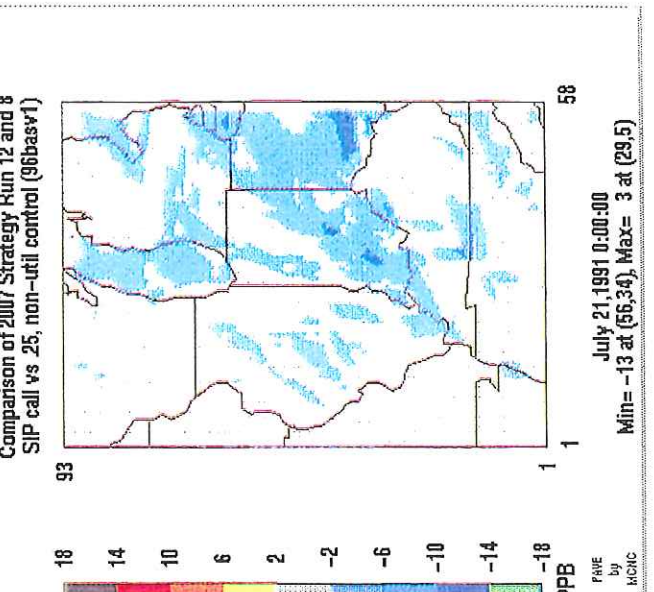 Comparison of 2007 Strategy Run 12 and 8
SIP call vs .25, non-util control (96basv1)
18
14
10
6
2
-2
-6
-10
-14
-18
PPB
PAVE
by
MCNC
93
1
1
58
July 21,1991 0:00:00
Min= -13 at (56,34), Max= 3 at (29,5)